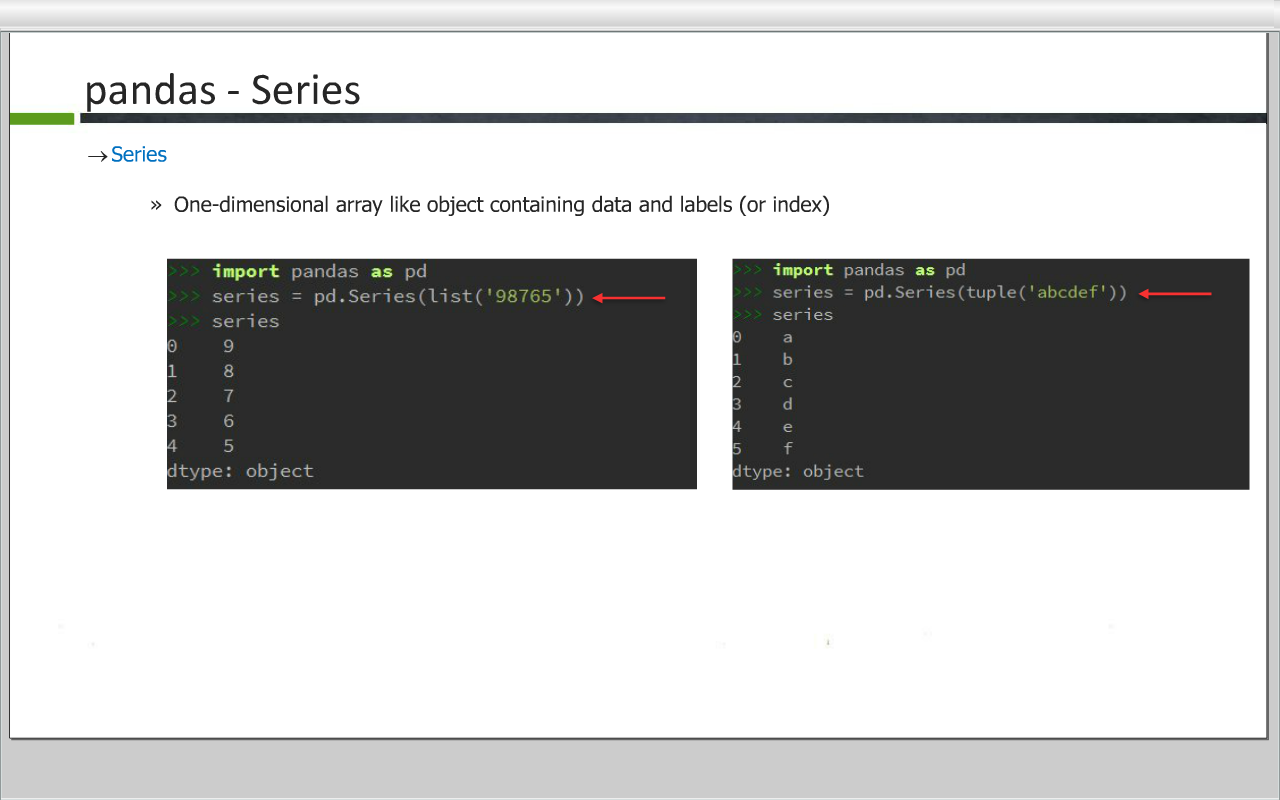 pandas - Series
→Series
» One-dimensional array like object containing data and labels (or index)
>>> import pandas as pd
>>> series = pd.Series(list('98765'))
>>> series
0 9
1 8
2 7
3 6
4 5
dtype: object
>>> import pandas as pd
>>> series = pd.Series(tuple('abcdef'))
>>> series
0 a
1 b
2 c
3 d
4 e
5 f
dtype: object